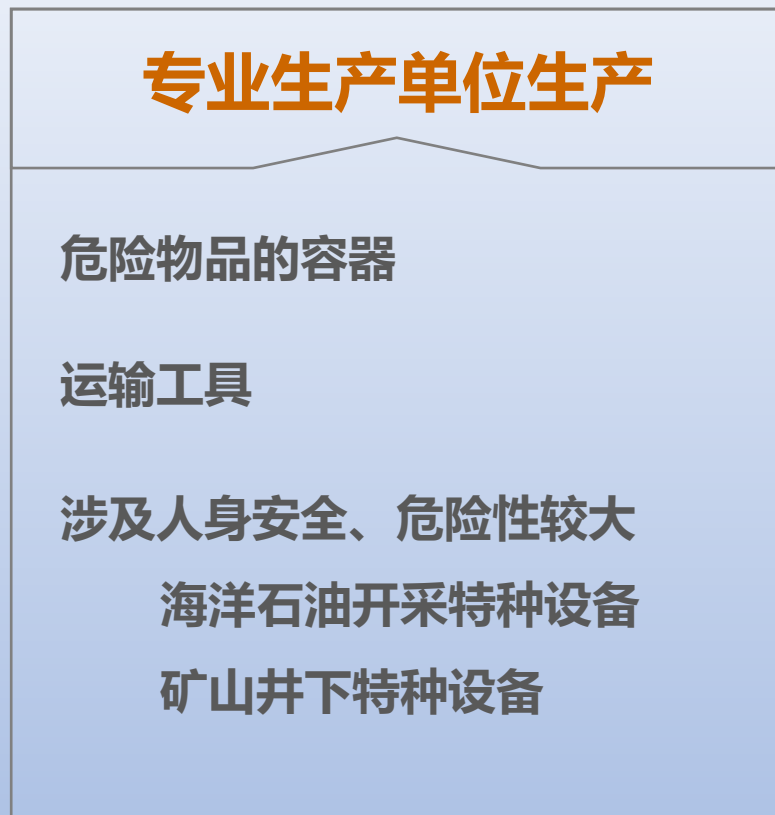 专业生产单位生产
危险物品的容器
运输工具
涉及人身安全、危险性较大
海洋石油开采特种设备
矿山井下特种设备